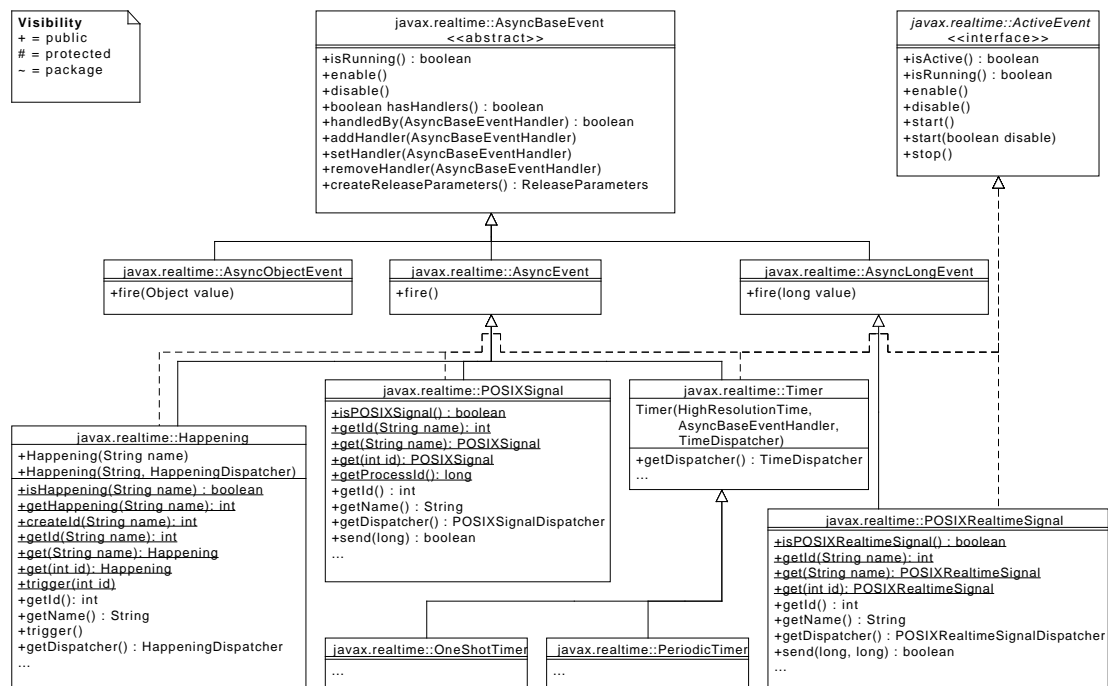 Visibility
+ = public
# = protected
~ = package
javax.realtime::AsyncBaseEvent
<<abstract>>
+isRunning() : boolean
+enable()
+disable()
+boolean hasHandlers() : boolean
+handledBy(AsyncBaseEventHandler) : boolean
+addHandler(AsyncBaseEventHandler)
+setHandler(AsyncBaseEventHandler)
+removeHandler(AsyncBaseEventHandler)
+createReleaseParameters() : ReleaseParameters
javax.realtime::ActiveEvent
<<interface>>
+isActive() : boolean
+isRunning() : boolean
+enable()
+disable()
+start()
+start(boolean disable)
+stop()
javax.realtime::AsyncObjectEvent
+fire(Object value)
javax.realtime::AsyncEvent
+fire()
javax.realtime::AsyncLongEvent
+fire(long value)
javax.realtime::Happening
+Happening(String name)
+Happening(String, HappeningDispatcher)
+isHappening(String name) : boolean
+getHappening(String name): int
+createId(String name): int
+getId(String name): int
+get(String name): Happening
+get(int id): Happening
+trigger(int id)
+getId(): int
+getName() : String
+trigger()
+getDispatcher() : HappeningDispatcher
...
javax.realtime::POSIXSignal
+isPOSIXSignal() : boolean
+getId(String name): int
+get(String name): POSIXSignal
+get(int id): POSIXSignal
+getProcessId(): long
+getId() : int
+getName() : String
+getDispatcher() : POSIXSignalDispatcher
+send(long) : boolean
...
javax.realtime::Timer
Timer(HighResolutionTime,
AsyncBaseEventHandler,
TimeDispatcher)
+getDispatcher() : TimeDispatcher
...
javax.realtime::POSIXRealtimeSignal
+isPOSIXRealtimeSignal() : boolean
+getId(String name): int
+get(String name): POSIXRealtimeSignal
+get(int id): POSIXRealtimeSignal
+getId() : int
+getName() : String
+getDispatcher() : POSIXRealtimeSignalDispatcher
+send(long, long) : boolean
...
javax.realtime::OneShotTimer
...
javax.realtime::PeriodicTimer
...